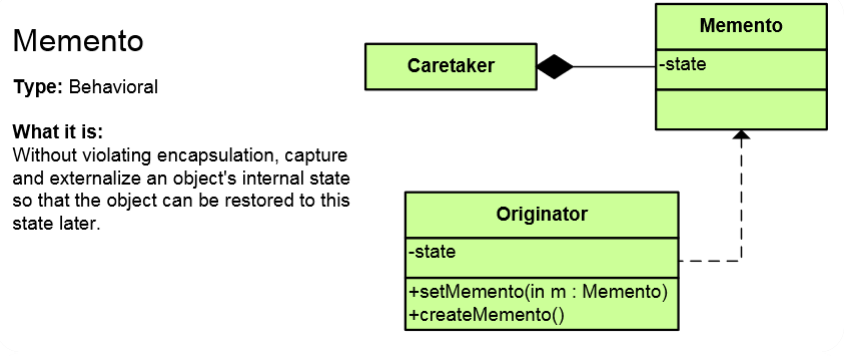 Memento
Type: Behavioral
What it is:
Without violating encapsulation, capture
and externalize an object's internal state
so that the object can be restored to this
state later.
Caretaker
Memento
-state
Originator
-state
+setMemento(in m : Memento)
+createMemento()